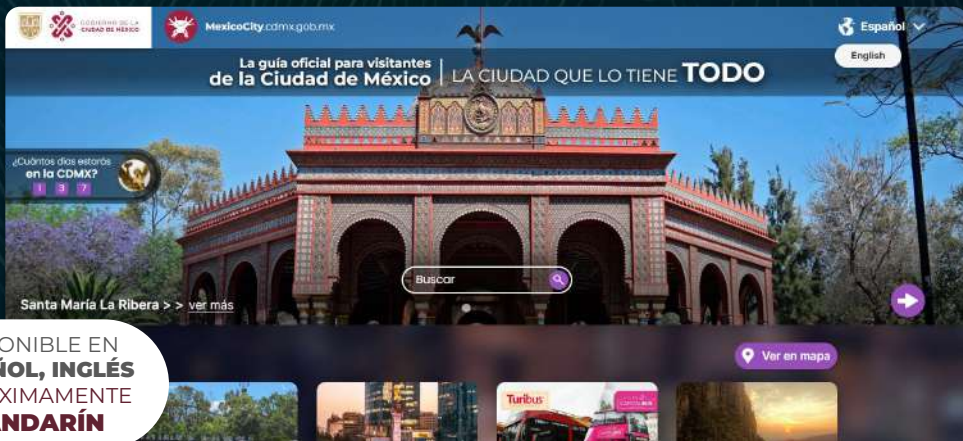 GOBIERNO DE LA
CIUDAD DE MÉXICO
MexicoCity.cdmx.gob.mx
Español
English
La guía oficial para visitantes
de la Ciudad de México
LA CIUDAD QUE LO TIENE TODO
¿Cuántos días estarás
en la CDMX?
1 3 7
Buscar
Santa María La Ribera > > ver más
Ver en mapa
ONIBLE EN
ÑOL, INGLÉS
XIMAMENTE
ANDARÍN
Turibus